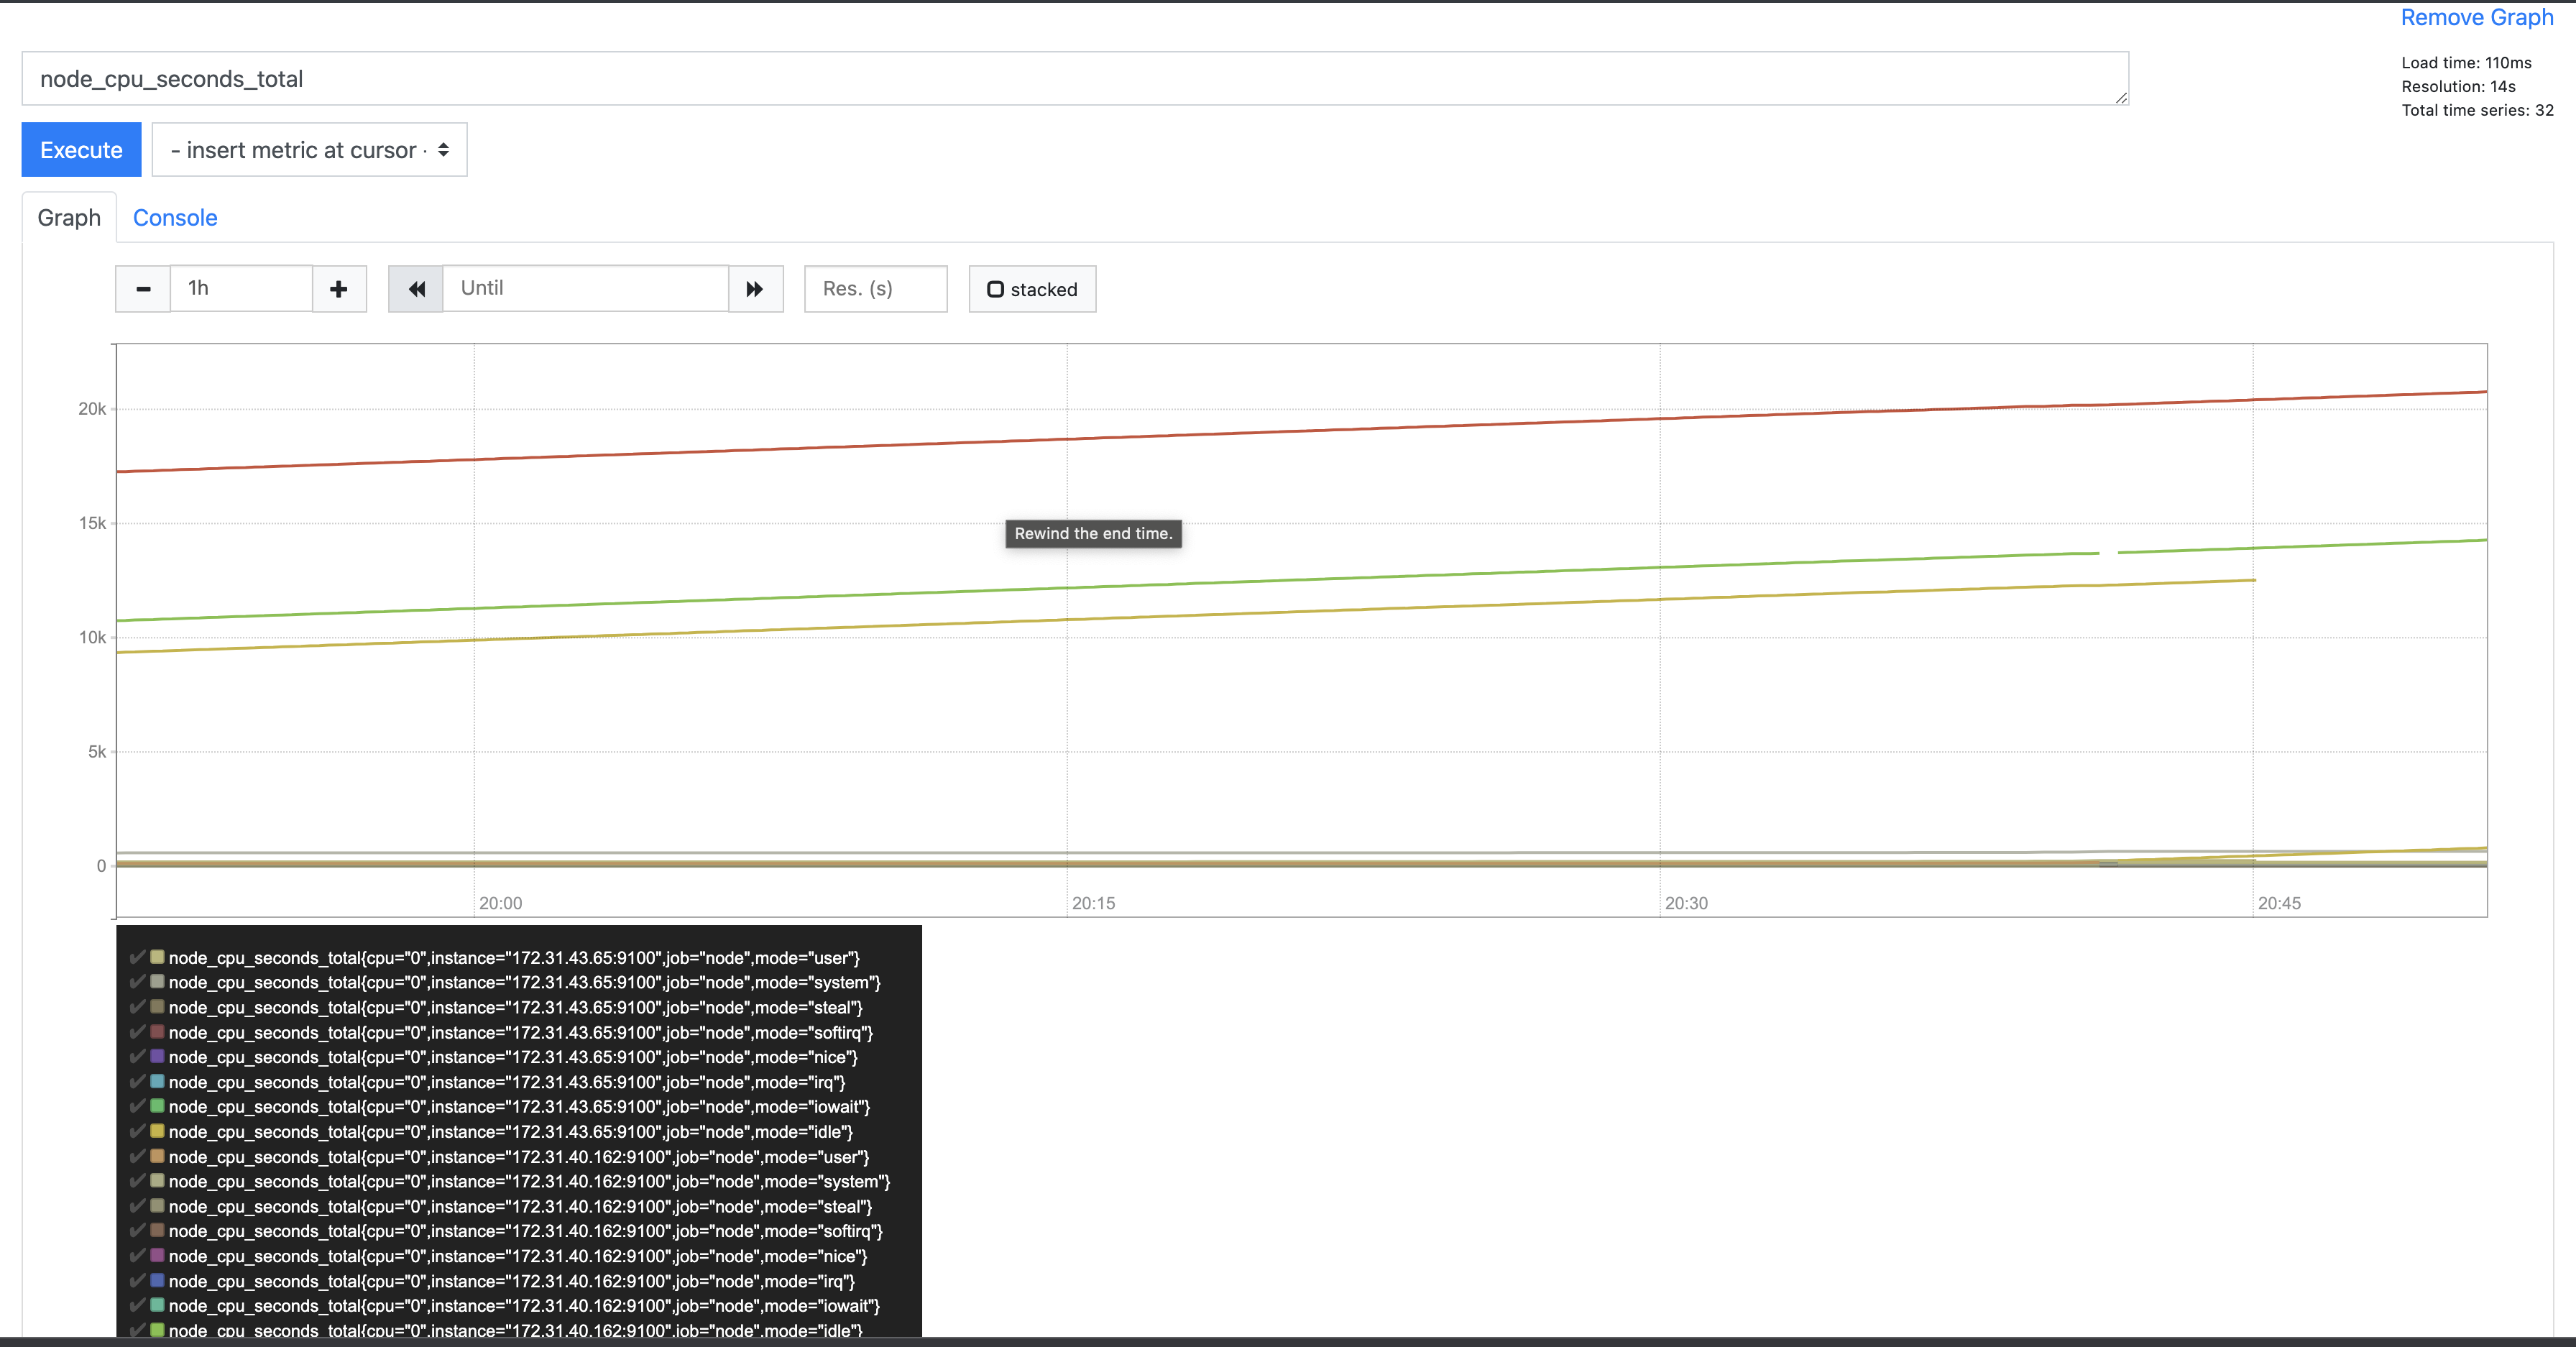 Remove Graph
node_cpu_seconds_total
Load time: 110ms
Resolution: 14s
Total time series: 32
Execute
- insert metric at cursor ·
Graph Console
1h Until Res. (s) stacked
20k
15k
Rewind the end time.
10k
5k
0
20:00 20:15 20:30 20:45
node_cpu_seconds_total{cpu="0",instance="172.31.43.65:9100",job="node",mode="user"}
node_cpu_seconds_total{cpu="0",instance="172.31.43.65:9100",job="node",mode="system"}
node_cpu_seconds_total{cpu="0",instance="172.31.43.65:9100",job="node",mode="steal"}
node_cpu_seconds_total{cpu="0",instance="172.31.43.65:9100",job="node",mode="softirq"}
node_cpu_seconds_total{cpu="0",instance="172.31.43.65:9100",job="node",mode="nice"}
node_cpu_seconds_total{cpu="0",instance="172.31.43.65:9100",job="node",mode="irq"}
node_cpu_seconds_total{cpu="0",instance="172.31.43.65:9100",job="node",mode="iowait"}
node_cpu_seconds_total{cpu="0",instance="172.31.43.65:9100",job="node",mode="idle"}
node_cpu_seconds_total{cpu="0",instance="172.31.40.162:9100",job="node",mode="user"}
node_cpu_seconds_total{cpu="0",instance="172.31.40.162:9100",job="node",mode="system"}
node_cpu_seconds_total{cpu="0",instance="172.31.40.162:9100",job="node",mode="steal"}
node_cpu_seconds_total{cpu="0",instance="172.31.40.162:9100",job="node",mode="softirq"}
node_cpu_seconds_total{cpu="0",instance="172.31.40.162:9100",job="node",mode="nice"}
node_cpu_seconds_total{cpu="0",instance="172.31.40.162:9100",job="node",mode="irq"}
node_cpu_seconds_total{cpu="0",instance="172.31.40.162:9100",job="node",mode="iowait"}
node_cpu_seconds_total{cpu="0",instance="172.31.40.162:9100",job="node",mode="idle"}